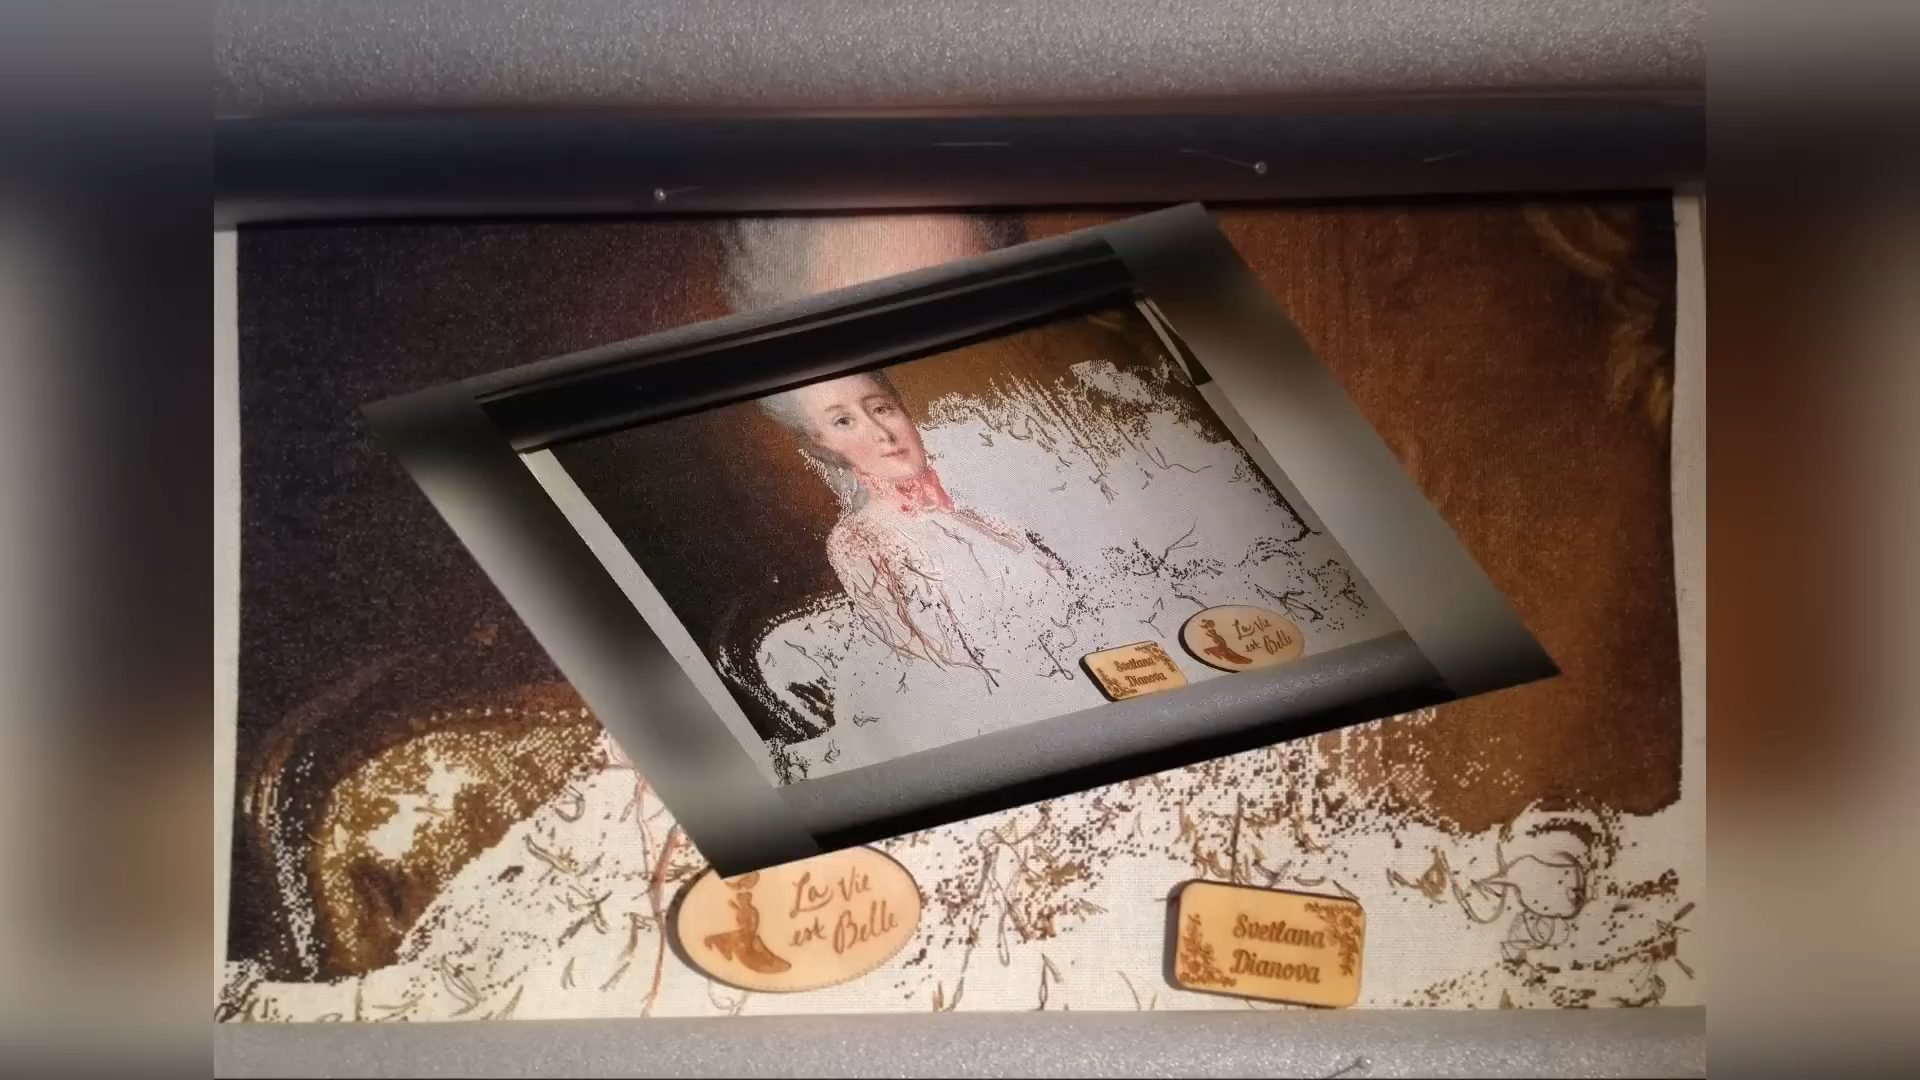 Svetlana
Dianova
La Vie
est Belle
La Vie
est Belle
Svetlana
Dianova